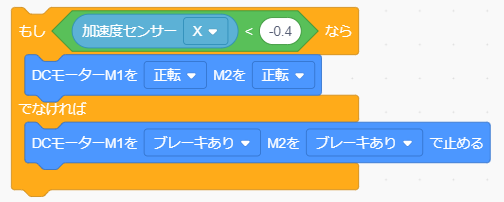 もし 加速度センサー X < -0.4 なら
DCモーターM1を 正転 M2を 正転
でなければ
DCモーターM1を ブレーキあり M2を ブレーキあり で止める